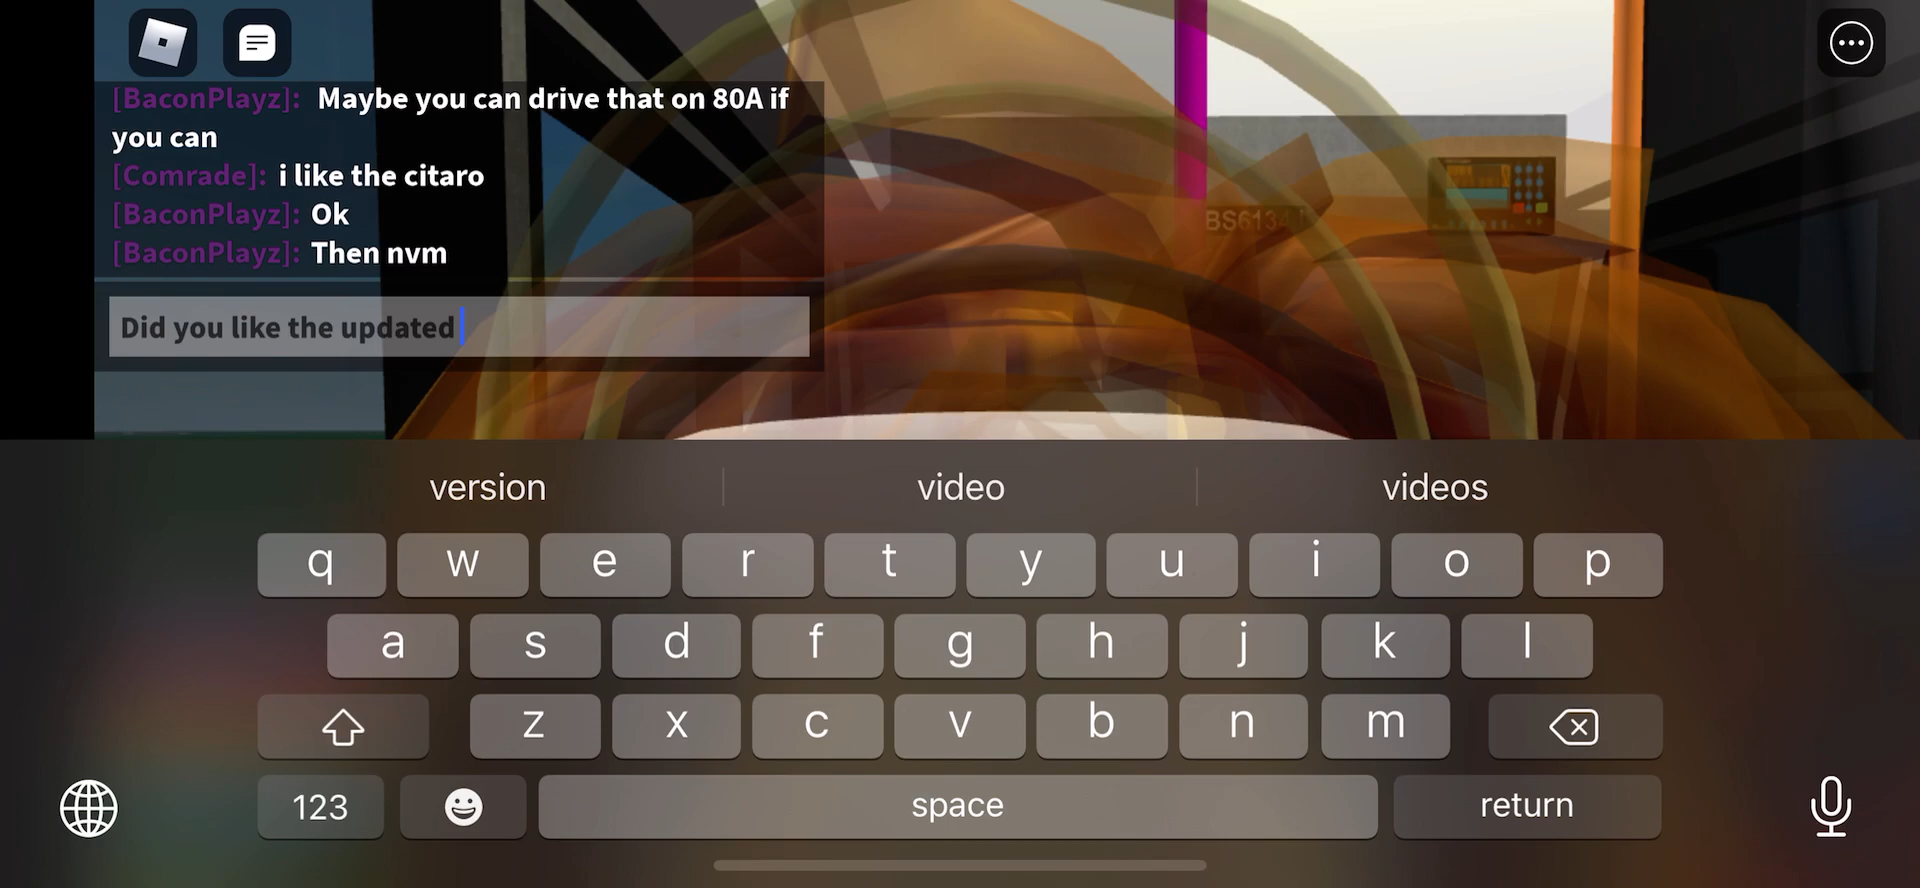 [BaconPlayz]: Maybe you can drive that on 80A if
you can
[Comrade]: i like the citaro
[BaconPlayz]: Ok
[BaconPlayz]: Then nvm
Did you like the updated
version video videos
q w e r t y u i o p
a s d f g h j k l
z x c v b n m
123 space return